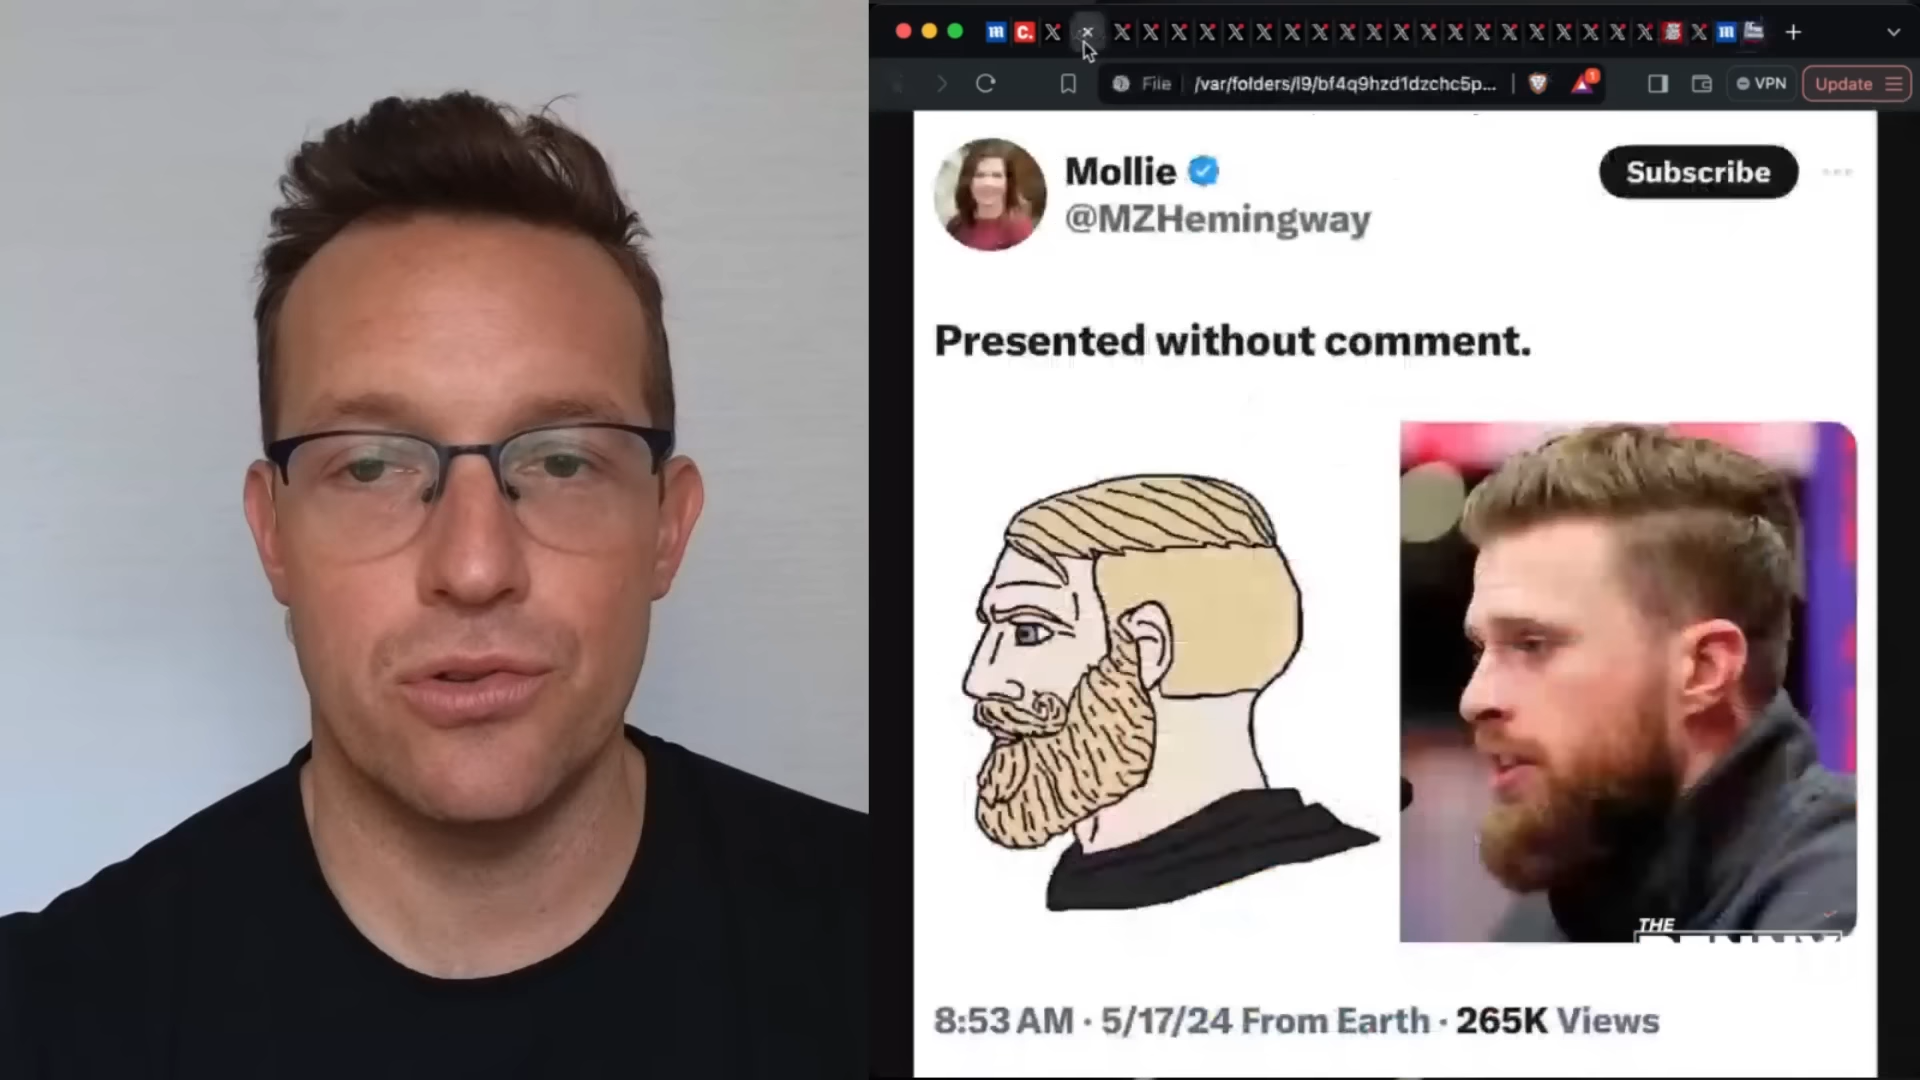 File | /var/folders/l9/bf4q9hzd1dzchc5p...
1
VPN
Update
Mollie
@MZHemingway
Subscribe
Presented without comment.
THE
8:53 AM · 5/17/24 From Earth · 265K Views